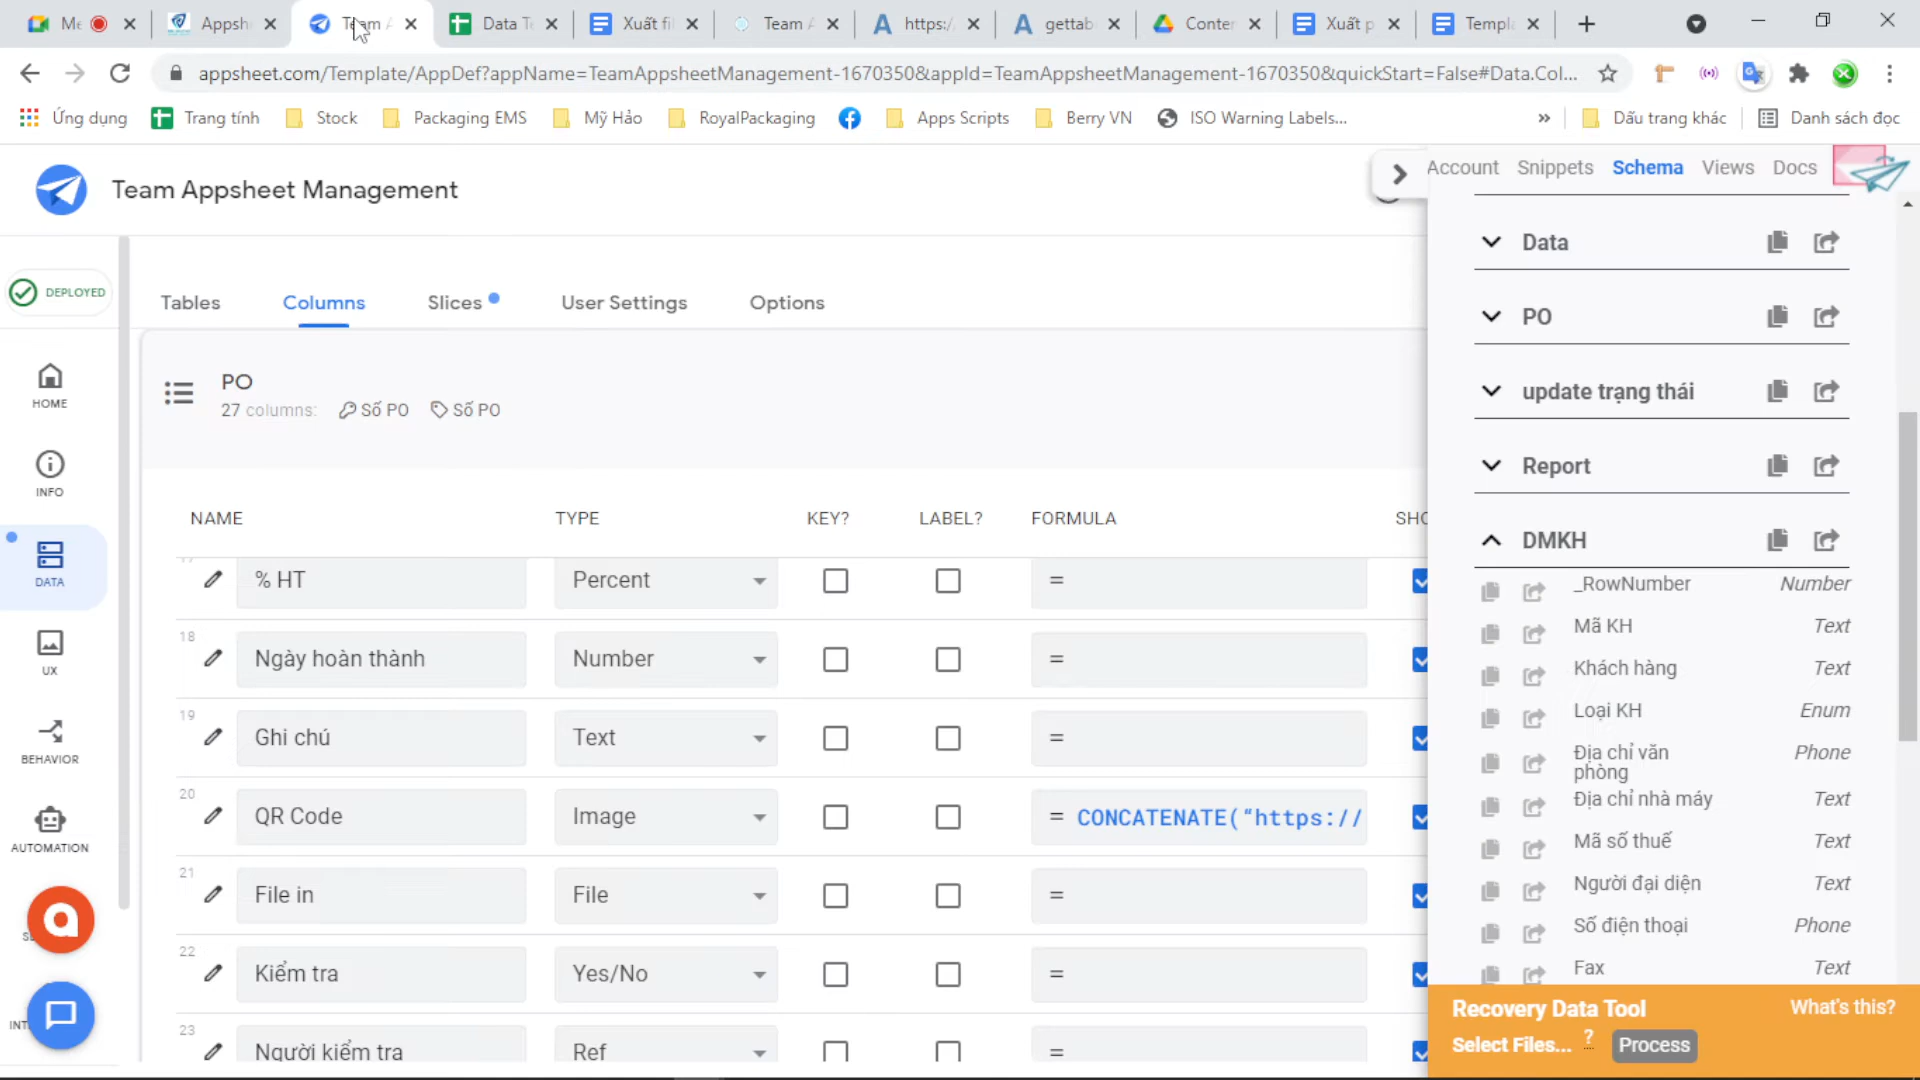 Me
Appshe
Team A
Data Te
Xuất fi
Team A
https:/
gettab
Conter
Xuất p
Templa
appsheet.com/Template/AppDef?appName=TeamAppsheetManagement-1670350&appId=TeamAppsheetManagement-1670350&quickStart=False#Data.Col...
Ứng dụng
Trang tính
Stock
Packaging EMS
Mỹ Hảo
RoyalPackaging
Apps Scripts
Berry VN
ISO Warning Labels...
»
Dấu trang khác
Danh sách đọc
Team Appsheet Management
Account Snippets Schema Views Docs
DEPLOYED
HOME
INFO
DATA
UX
BEHAVIOR
AUTOMATION
Tables Columns Slices User Settings Options
PO
27 columns: Số PO Số PO
NAME TYPE KEY? LABEL? FORMULA SHO
% HT Percent =
18
Ngày hoàn thành Number =
19
Ghi chú Text =
20
QR Code Image = CONCATENATE("https://
21
File in File =
22
Kiểm tra Yes/No =
23
Người kiểm tra Ref =
Data
PO
update trạng thái
Report
DMKH
_RowNumber Number
Mã KH Text
Khách hàng Text
Loại KH Enum
Địa chỉ văn phòng Phone
Địa chỉ nhà máy Text
Mã số thuế Text
Người đại diện Text
Số điện thoại Phone
Fax Text
Recovery Data Tool What's this?
Select Files... ? Process